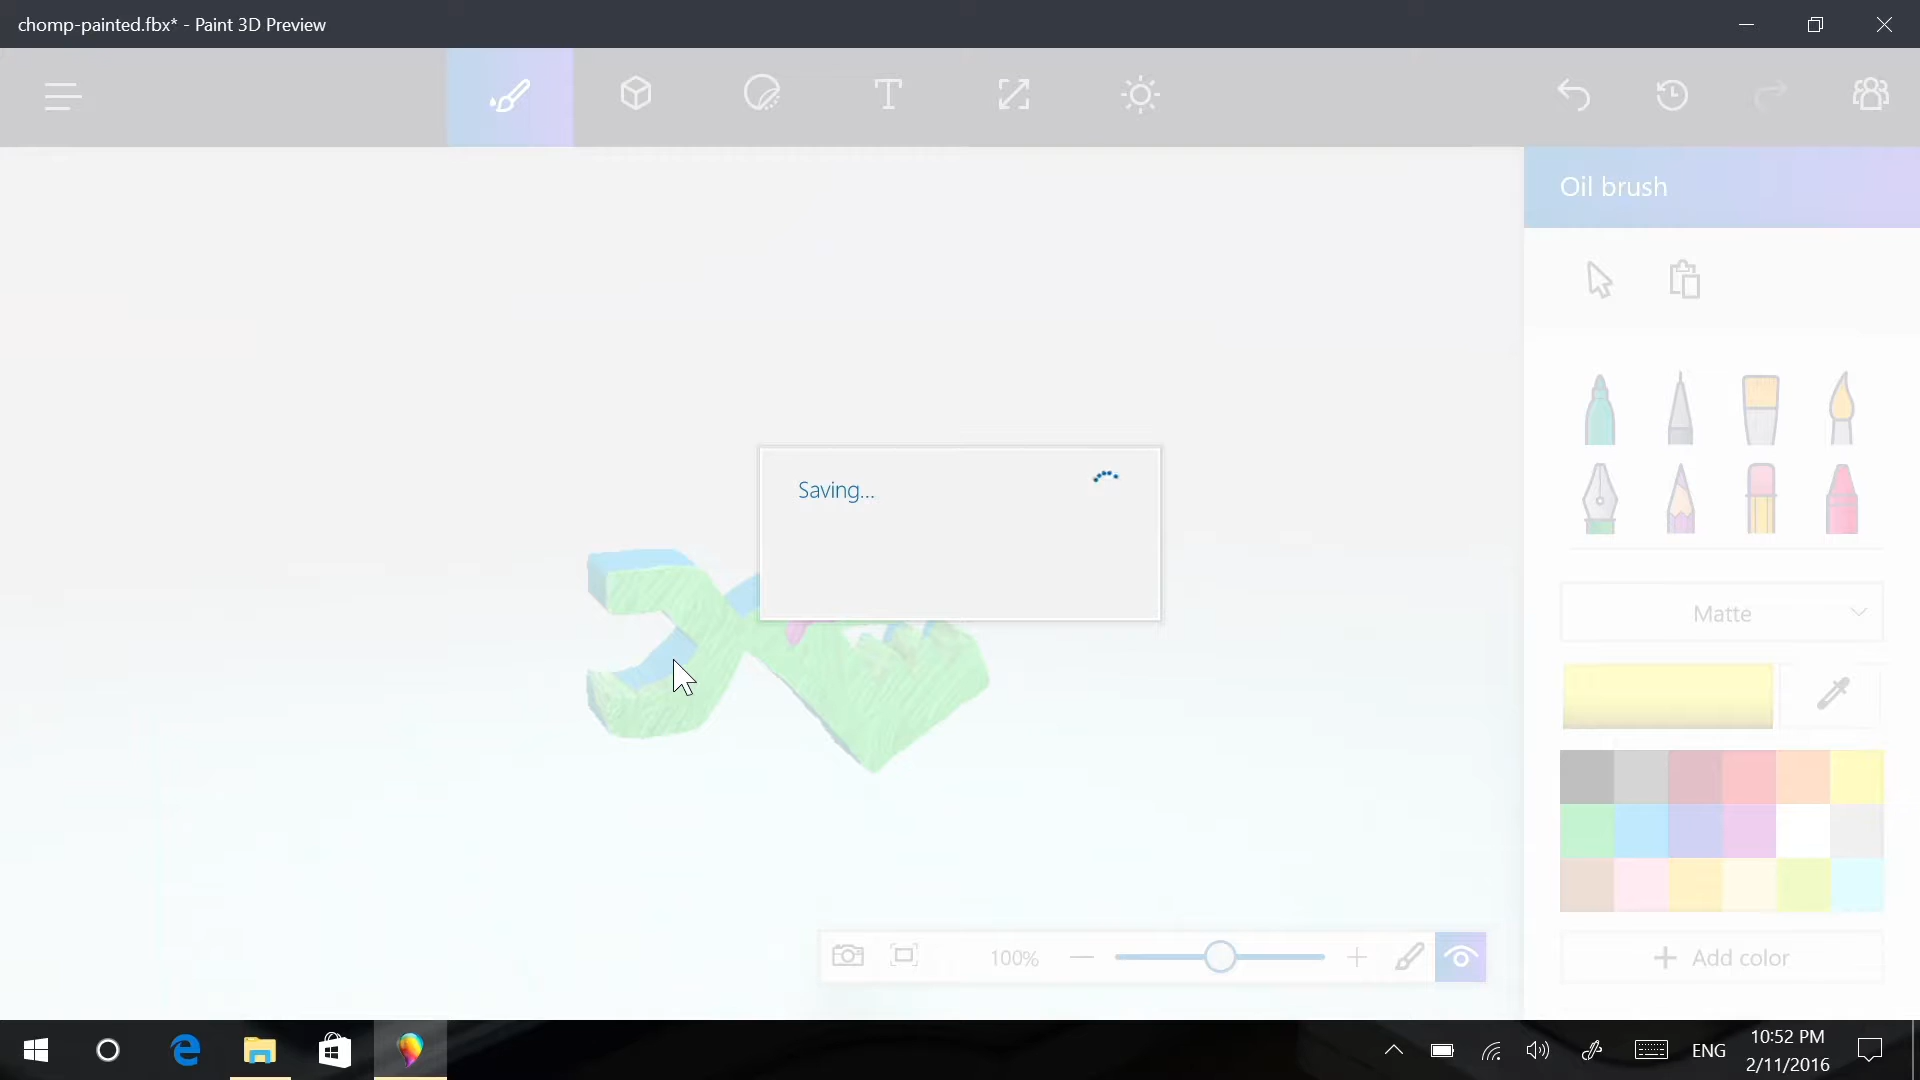 chomp-painted.fbx* - Paint 3D Preview
Oil brush
Saving...
Matte
100%
Add color
ENG
10:52 PM
2/11/2016